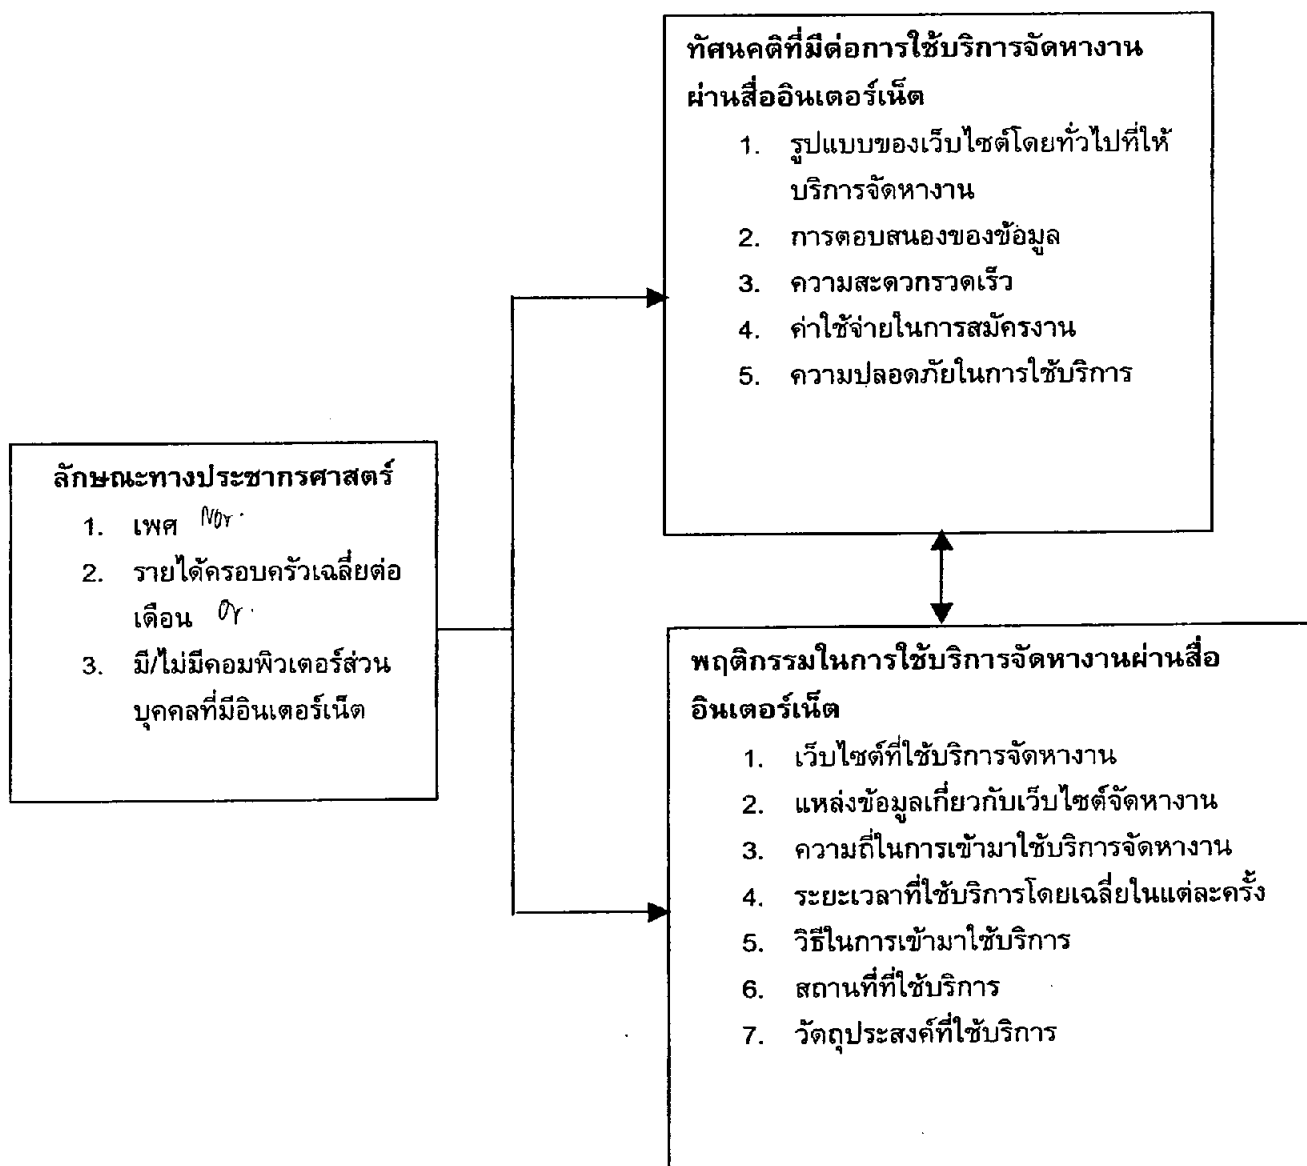 ทัศนคติที่มีต่อการใช้บริการจัดหางาน
ผ่านสื่ออินเตอร์เน็ต
1. รูปแบบของเว็บไซต์โดยทั่วไปที่ให้
บริการจัดหางาน
2. การตอบสนองของข้อมูล
3. ความสะดวกรวดเร็ว
4. ค่าใช้จ่ายในการสมัครงาน
5. ความปลอดภัยในการใช้บริการ
ลักษณะทางประชากรศาสตร์
1. เพศ
2. รายได้ครอบครัวเฉลี่ยต่อ
เดือน
3. มี/ไม่มีคอมพิวเตอร์ส่วน
บุคคลที่มีอินเตอร์เน็ต
พฤติกรรมในการใช้บริการจัดหางานผ่านสื่อ
อินเตอร์เน็ต
1. เว็บไซต์ที่ใช้บริการจัดหางาน
2. แหล่งข้อมูลเกี่ยวกับเว็บไซต์จัดหางาน
3. ความถี่ในการเข้ามาใช้บริการจัดหางาน
4. ระยะเวลาที่ใช้บริการโดยเฉลี่ยในแต่ละครั้ง
5. วิธีในการเข้ามาใช้บริการ
6. สถานที่ที่ใช้บริการ
7. วัตถุประสงค์ที่ใช้บริการ